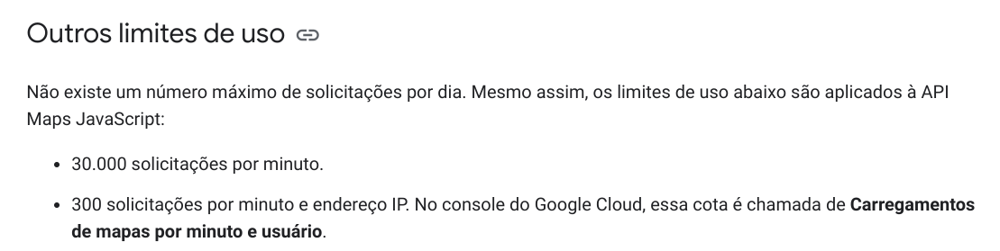 Outros limites de uso
Não existe um número máximo de solicitações por dia. Mesmo assim, os limites de uso abaixo são aplicados à API
Maps JavaScript:
• 30.000 solicitações por minuto.
• 300 solicitações por minuto e endereço IP. No console do Google Cloud, essa cota é chamada de Carregamentos
de mapas por minuto e usuário.